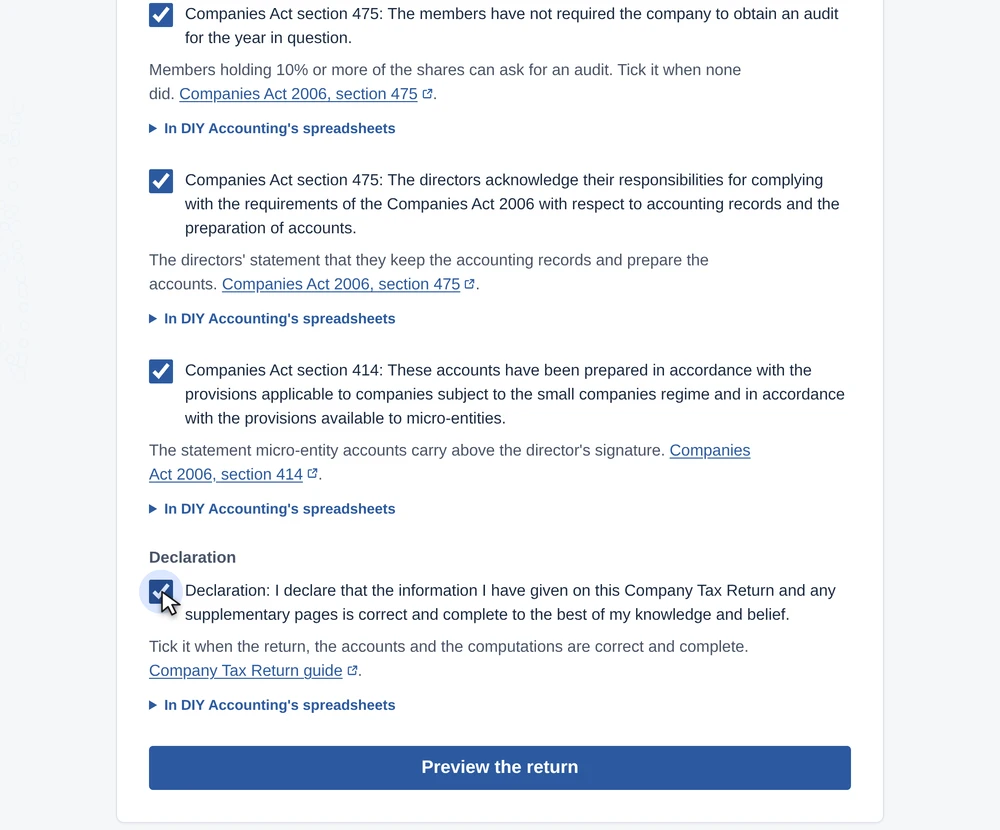 Companies Act section 475: The members have not required the company to obtain an audit
for the year in question.
Members holding 10% or more of the shares can ask for an audit. Tick it when none
did. Companies Act 2006, section 475.
In DIY Accounting's spreadsheets
Companies Act section 475: The directors acknowledge their responsibilities for complying
with the requirements of the Companies Act 2006 with respect to accounting records and the
preparation of accounts.
The directors' statement that they keep the accounting records and prepare the
accounts. Companies Act 2006, section 475.
In DIY Accounting's spreadsheets
Companies Act section 414: These accounts have been prepared in accordance with the
provisions applicable to companies subject to the small companies regime and in accordance
with the provisions available to micro-entities.
The statement micro-entity accounts carry above the director's signature. Companies
Act 2006, section 414.
In DIY Accounting's spreadsheets
Declaration
Declaration: I declare that the information I have given on this Company Tax Return and any
supplementary pages is correct and complete to the best of my knowledge and belief.
Tick it when the return, the accounts and the computations are correct and complete.
Company Tax Return guide.
In DIY Accounting's spreadsheets
Preview the return